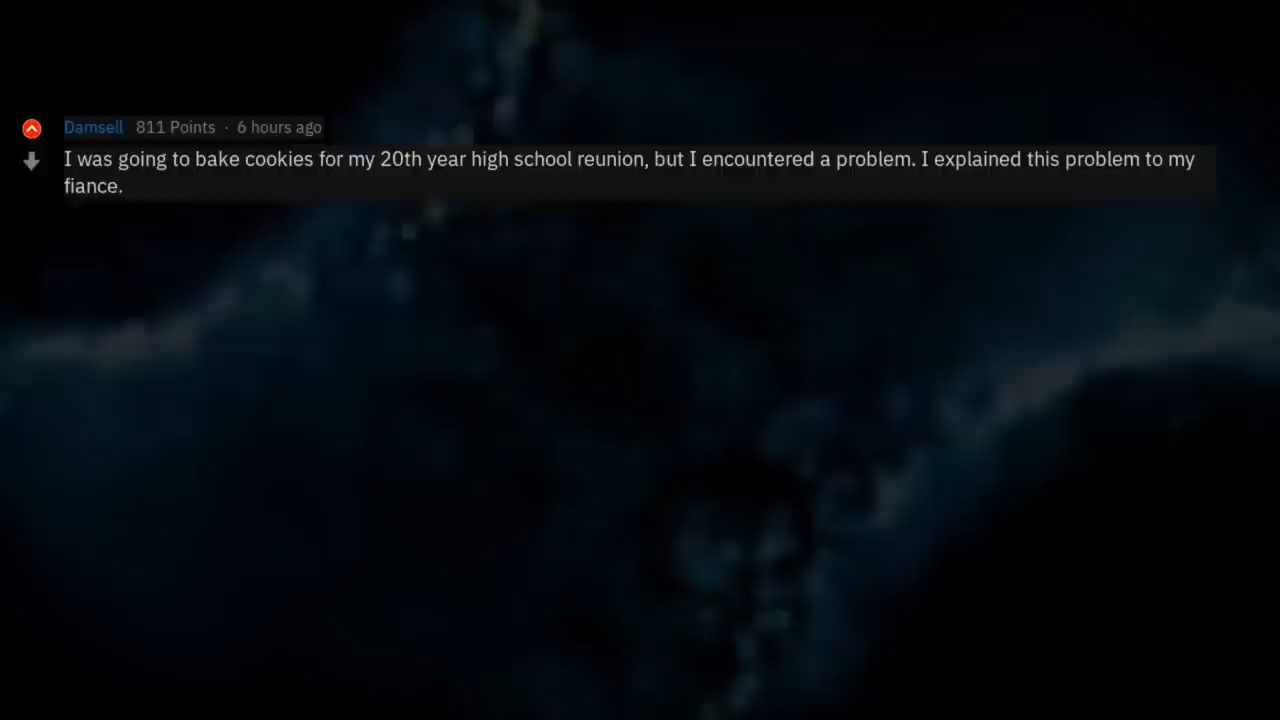 Damsell 811 Points · 6 hours ago
I was going to bake cookies for my 20th year high school reunion, but I encountered a problem. I explained this problem to my
fiance.